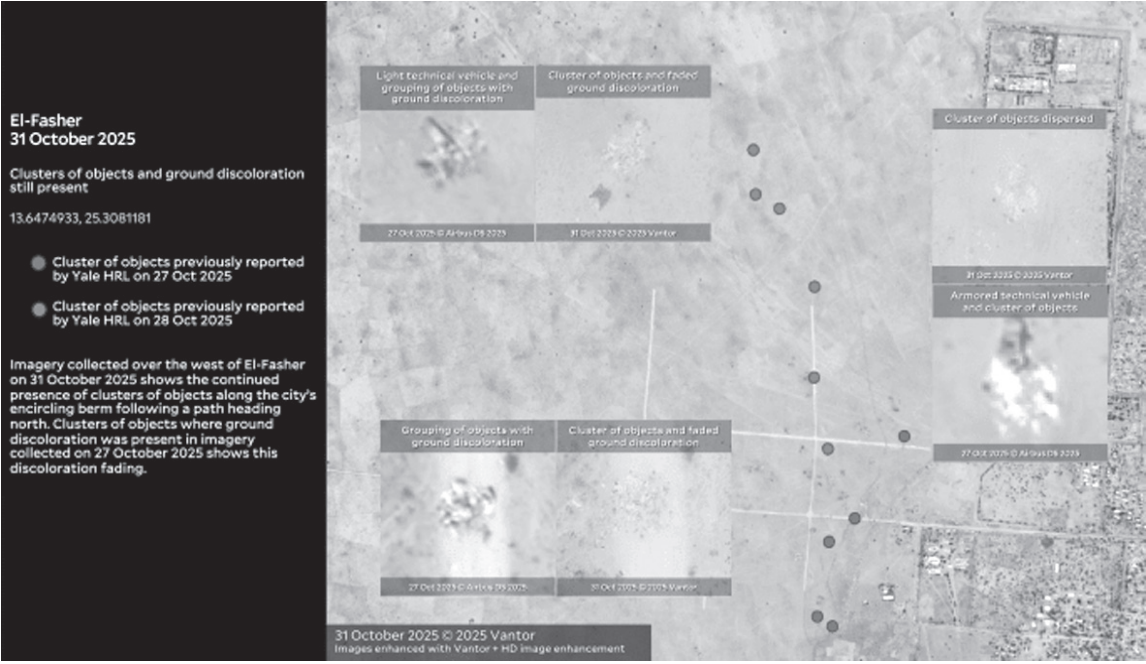 El-Fasher
31 October 2025
Clusters of objects and ground discoloration
still present
13.6474933, 25.3081181
Cluster of objects previously reported
by Yale HRL on 27 Oct 2025
Cluster of objects previously reported
by Yale HRL on 28 Oct 2025
Imagery collected over the west of El-Fasher
on 31 October 2025 shows the continued
presence of clusters of objects along the city's
encircling berm following a path heading
north. Clusters of objects where ground
discoloration was present in imagery
collected on 27 October 2025 shows this
discoloration fading.
Light technical vehicle and
grouping of objects with
ground discoloration
27 Oct 2025 © Airbus DS 2025
Cluster of objects and faded
ground discoloration
31 Oct 2025 © 2025 Vantor
Cluster of objects dispersed
31 Oct 2025 © 2025 Vantor
Armored technical vehicle
and cluster of objects
27 Oct 2025 © Airbus DS 2025
Grouping of objects with
ground discoloration
27 Oct 2025 © Airbus DS 2025
Cluster of objects and faded
ground discoloration
31 Oct 2025 © 2025 Vantor
31 October 2025 © 2025 Vantor
Images enhanced with Vantor + HD image enhancement